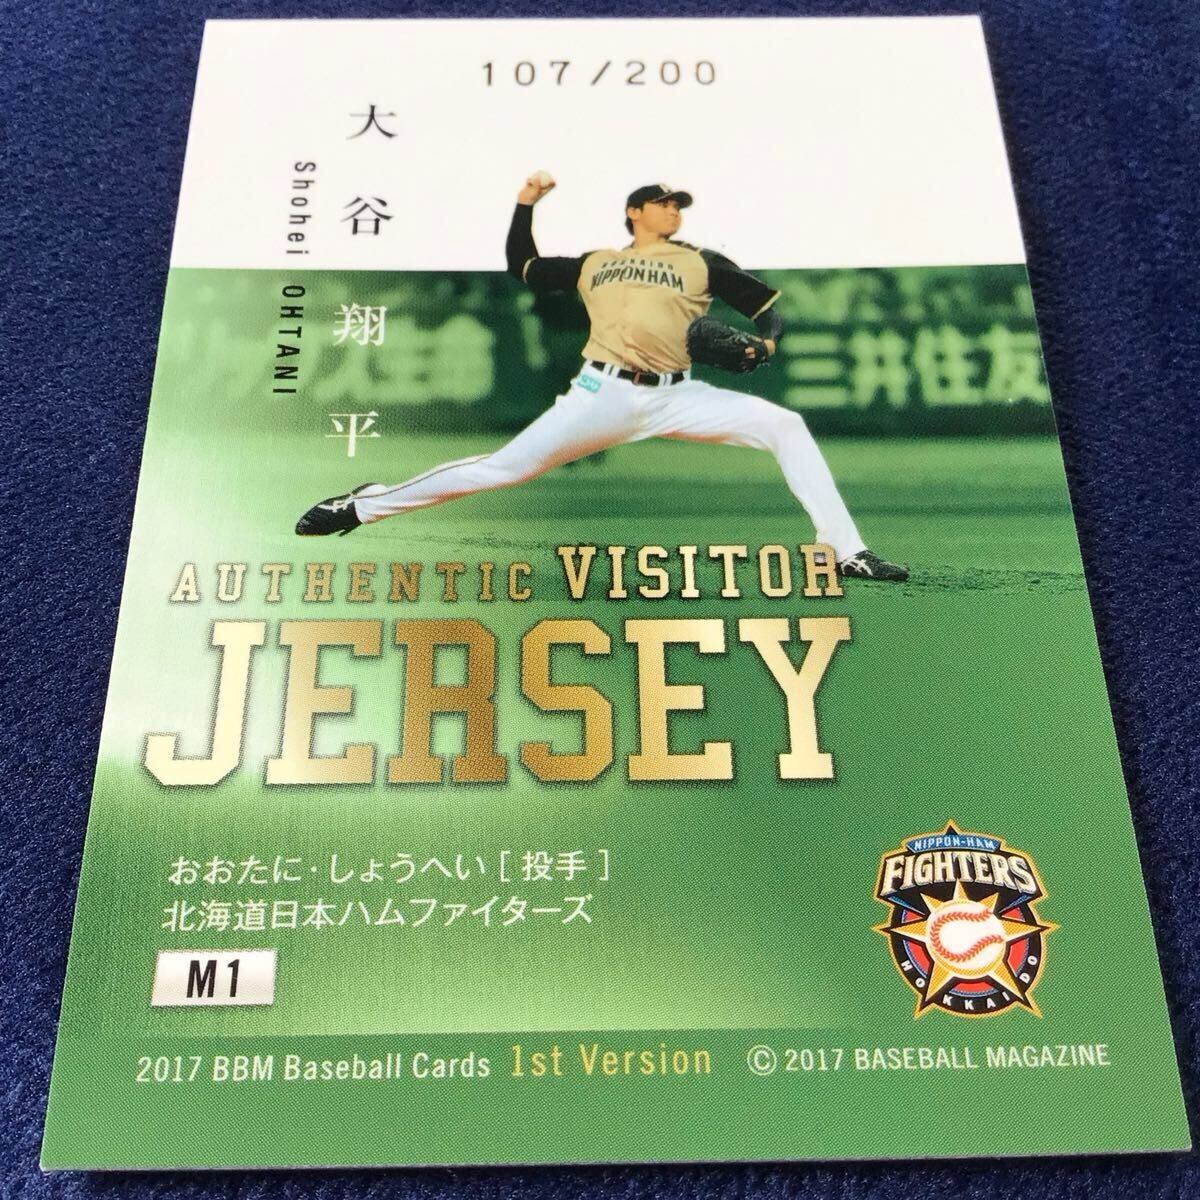 107/200
大谷翔平
Shohei OHTANI
HOKKAIDO
NIPPONHAM
三井住友
AUTHENTIC VISITOR
JERSEY
おおたに・しょうへい［投手］
北海道日本ハムファイターズ
M1
NIPPON-HAM
FIGHTERS
HOKKAIDO
2017 BBM Baseball Cards 1st Version © 2017 BASEBALL MAGAZINE